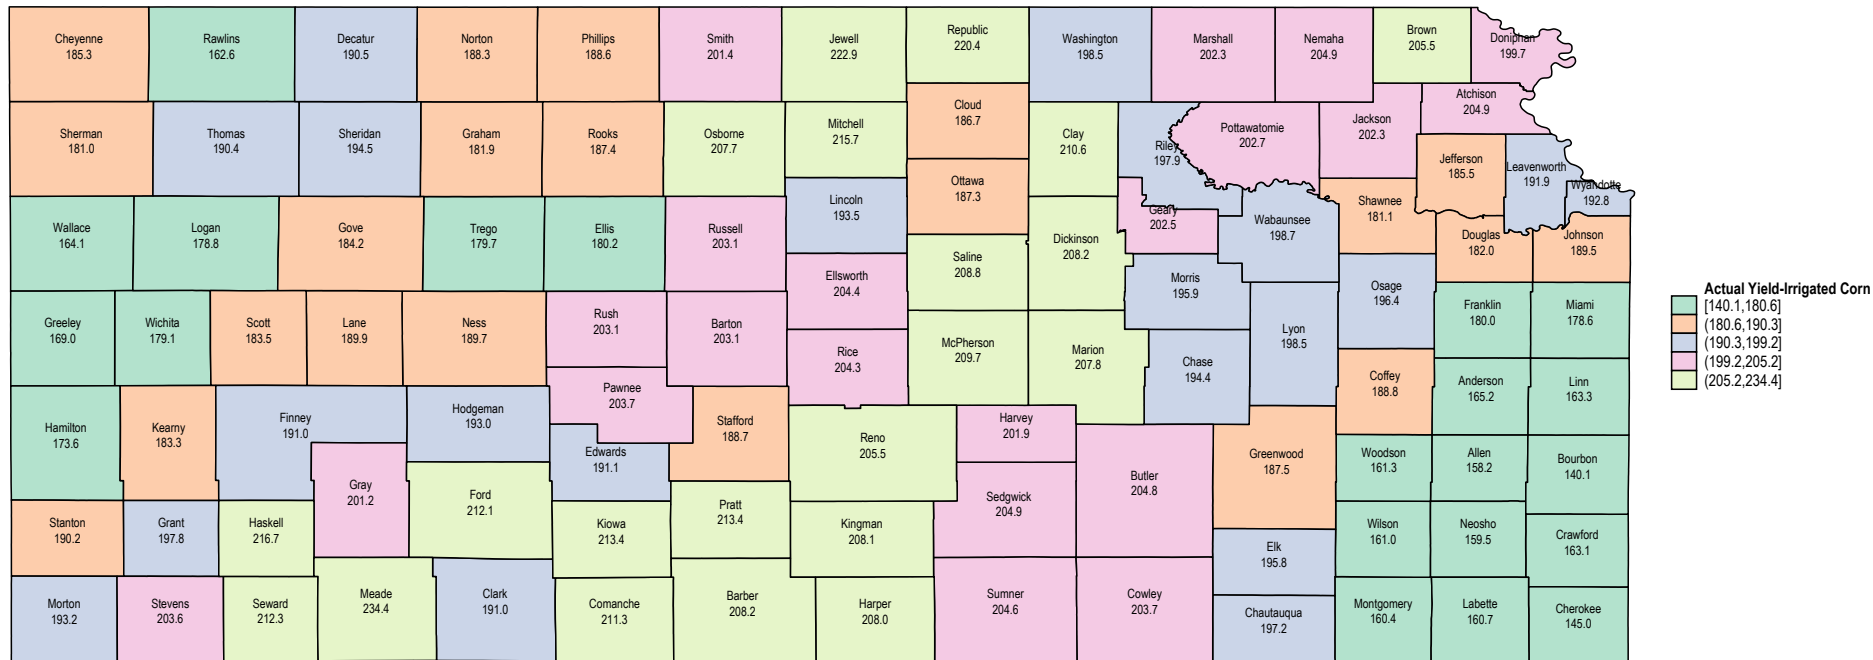 Cheyenne
185.3
Rawlins
162.6
Decatur
190.5
Norton
188.3
Phillips
188.6
Smith
201.4
Jewell
222.9
Republic
220.4
Washington
198.5
Marshall
202.3
Nemaha
204.9
Brown
205.5
Doniphan
199.7
Sherman
181.0
Thomas
190.4
Sheridan
194.5
Graham
181.9
Rooks
187.4
Osborne
207.7
Mitchell
215.7
Cloud
186.7
Clay
210.6
Riley
197.9
Pottawatomie
202.7
Jackson
202.3
Atchison
204.9
Jefferson
185.5
Leavenworth
191.9
Wyandotte
192.8
Wallace
164.1
Logan
178.8
Gove
184.2
Trego
179.7
Ellis
180.2
Russell
203.1
Lincoln
193.5
Ottawa
187.3
Saline
208.8
Dickinson
208.2
Geary
202.5
Wabaunsee
198.7
Shawnee
181.1
Douglas
182.0
Johnson
189.5
Ellsworth
204.4
Morris
195.9
Osage
196.4
Franklin
180.0
Miami
178.6
Greeley
169.0
Wichita
179.1
Scott
183.5
Lane
189.9
Ness
189.7
Rush
203.1
Barton
203.1
Rice
204.3
McPherson
209.7
Marion
207.8
Chase
194.4
Lyon
198.5
Coffey
188.8
Anderson
165.2
Linn
163.3
Hamilton
173.6
Kearny
183.3
Finney
191.0
Hodgeman
193.0
Pawnee
203.7
Stafford
188.7
Edwards
191.1
Reno
205.5
Harvey
201.9
Greenwood
187.5
Woodson
161.3
Allen
158.2
Bourbon
140.1
Gray
201.2
Ford
212.1
Pratt
213.4
Sedgwick
204.9
Butler
204.8
Stanton
190.2
Grant
197.8
Haskell
216.7
Kiowa
213.4
Kingman
208.1
Elk
195.8
Wilson
161.0
Neosho
159.5
Crawford
163.1
Morton
193.2
Stevens
203.6
Seward
212.3
Meade
234.4
Clark
191.0
Comanche
211.3
Barber
208.2
Harper
208.0
Sumner
204.6
Cowley
203.7
Chautauqua
197.2
Montgomery
160.4
Labette
160.7
Cherokee
145.0
Actual Yield-Irrigated Corn
[140.1,180.6]
(180.6,190.3]
(190.3,199.2]
(199.2,205.2]
(205.2,234.4]